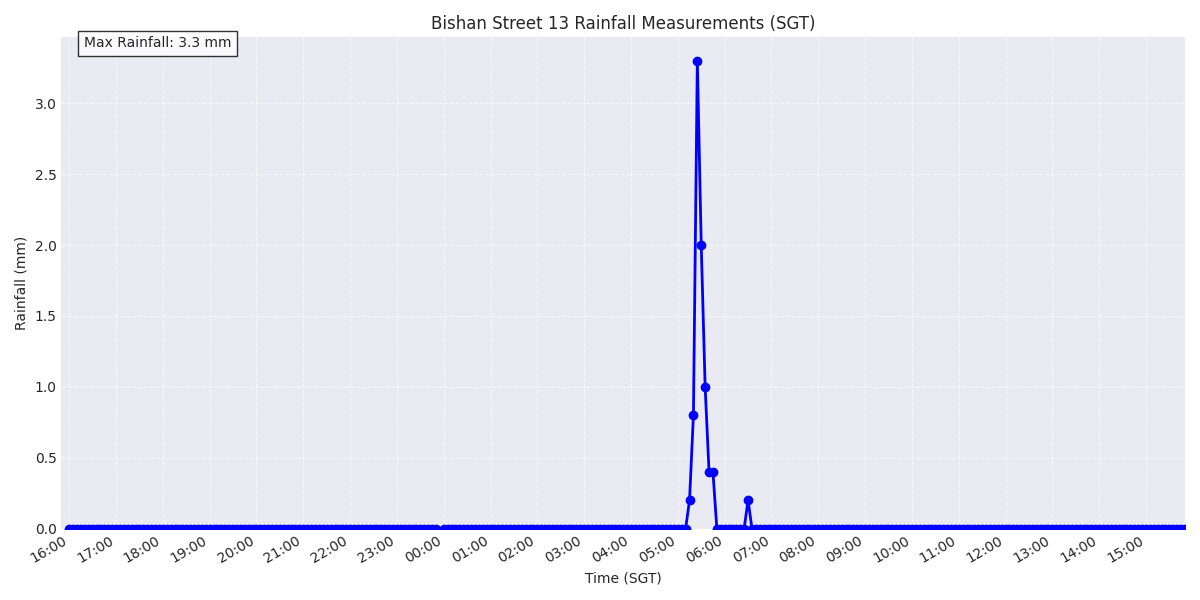 Bishan Street 13 Rainfall Measurements (SGT)
Max Rainfall: 3.3 mm
3.0
2.5
2.0
1.5
1.0
0.5
0.0
Rainfall (mm)
16:00 17:00 18:00 19:00 20:00 21:00 22:00 23:00 00:00 01:00 02:00 03:00 04:00 05:00 06:00 07:00 08:00 09:00 10:00 11:00 12:00 13:00 14:00 15:00
Time (SGT)